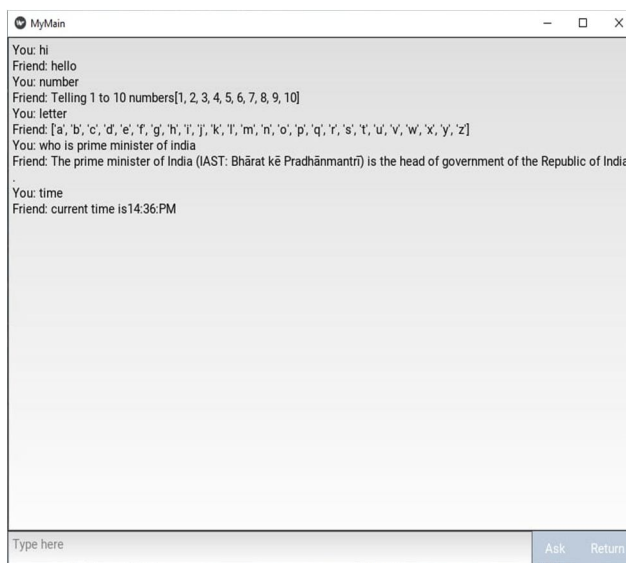 MyMain
You: hi
Friend: hello
You: number
Friend: Telling 1 to 10 numbers[1, 2, 3, 4, 5, 6, 7, 8, 9, 10]
You: letter
Friend: ['a', 'b', 'c', 'd', 'e', 'f', 'g', 'h', 'i', 'j', 'k', 'l', 'm', 'n', 'o', 'p', 'q', 'r', 's', 't', 'u', 'v', 'w', 'x', 'y', 'z']
You: who is prime minister of india
Friend: The prime minister of India (IAST: Bhārat kē Pradhānmantrī) is the head of government of the Republic of India
.
You: time
Friend: current time is14:36:PM
Type here
Ask Return